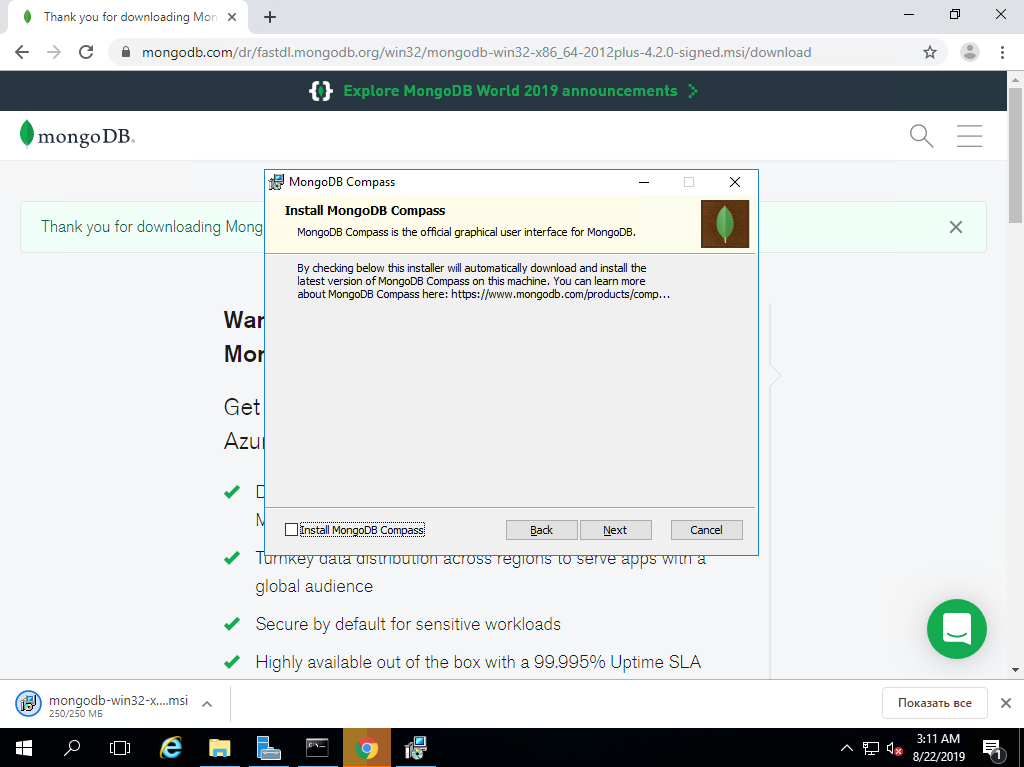 Thank you for downloading Mon
mongodb.com/dr/fastdl.mongodb.org/win32/mongodb-win32-x86_64-2012plus-4.2.0-signed.msi/download
Explore MongoDB World 2019 announcements
mongoDB.
Thank you for downloading Mong
MongoDB Compass
Install MongoDB Compass
MongoDB Compass is the official graphical user interface for MongoDB.
By checking below this installer will automatically download and install the
latest version of MongoDB Compass on this machine. You can learn more
about MongoDB Compass here: https://www.mongodb.com/products/comp...
Install MongoDB Compass
Back
Next
Cancel
War
Mor
Get
Azur
D
M
Turnkey data distribution across regions to serve apps with a
global audience
Secure by default for sensitive workloads
Highly available out of the box with a 99.995% Uptime SLA
mongodb-win32-x....msi
250/250 МБ
Показать все
3:11 AM
8/22/2019
1